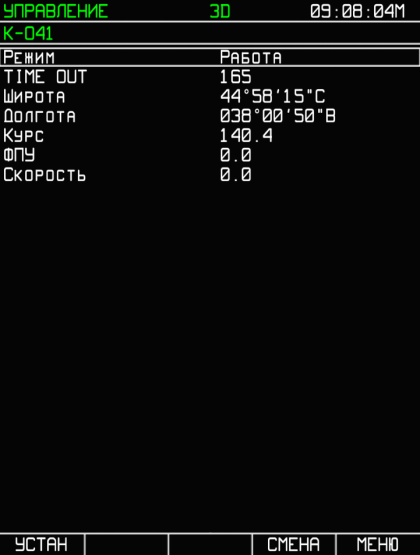 УПРАВЛЕНИЕ 3D 09:08:04М
К-041
Режим Работа
TIME OUT 165
Широта 44°58'15"С
Долгота 038°00'50"В
Курс 140.4
ФПУ 0.0
Скорость 0.0
УСТАН СМЕНА МЕНЮ